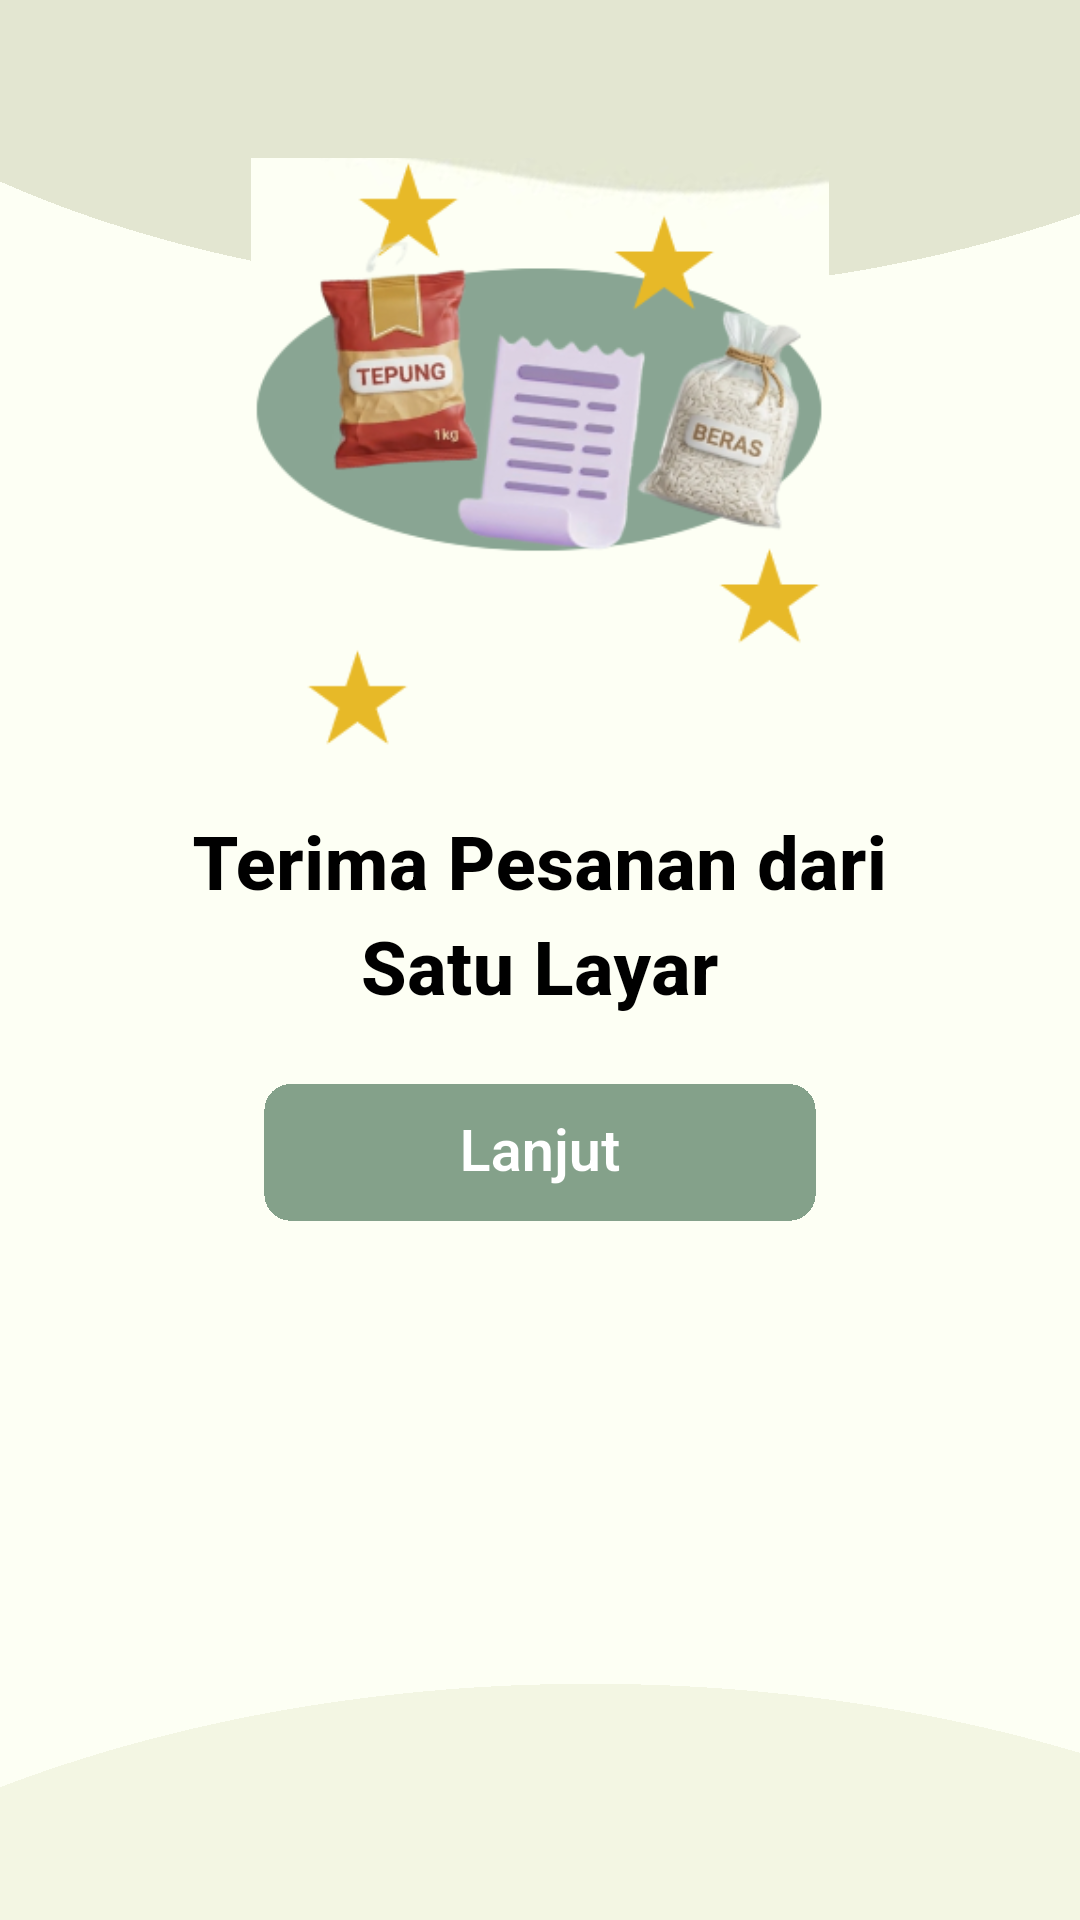 TEPUNG
1kg
BERAS
Terima Pesanan dari
Satu Layar
Lanjut